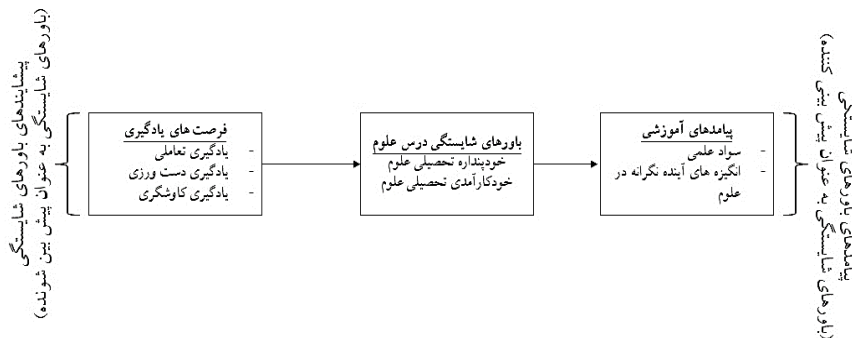 پیشایندهای باورهای شایستگی
(باورهای شایستگی به عنوان پیش بین شونده)
فرصت های یادگیری
- یادگیری تعاملی
- یادگیری دست ورزی
- یادگیری کاوشگری
باورهای شایستگی درس علوم
خودپنداره تحصیلی علوم
خودکارآمدی تحصیلی علوم
پیامدهای آموزشی
- سواد علمی
- انگیزه های آینده نگرانه در
علوم
پیامدهای باورهای شایستگی
(باورهای شایستگی به عنوان پیش بینی کننده)